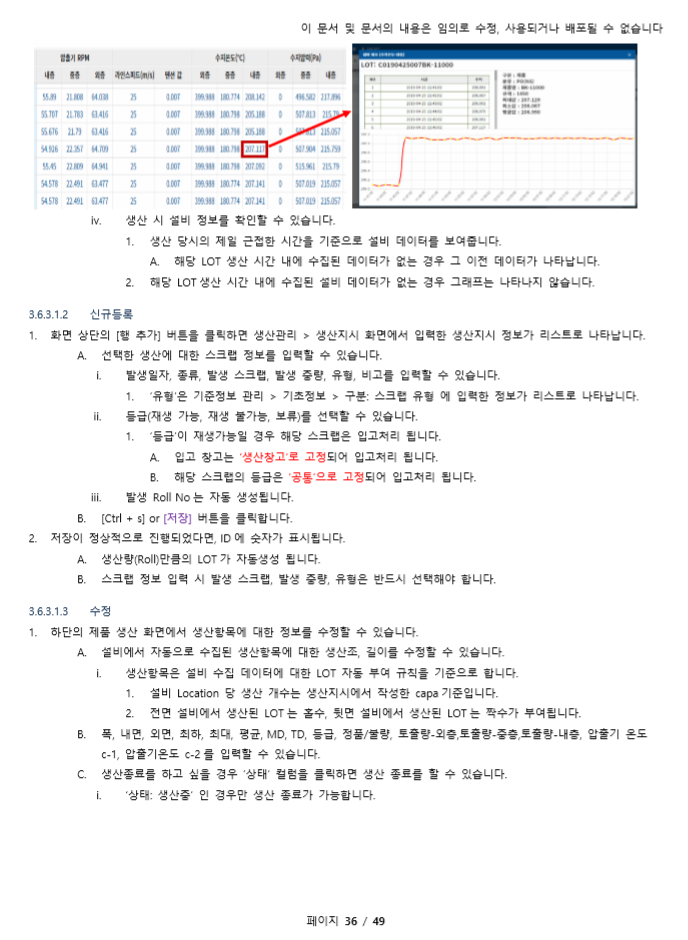 이 문서 및 문서의 내용은 임의로 수정, 사용되거나 배포될 수 없습니다
압출기 RPM 수지온도(℃) 수지압력(Pa)
내층 중층 외층 라인스피드(m/s) 텐션 값 외층 중층 내층 외층 중층 내층
55.89 21.808 64.038 25 0.007 399.988 180.774 208.142 0 496.582 217.896
55.707 21.783 63.416 25 0.007 399.988 180.774 205.188 0 507.813 215.79
55.676 21.79 63.416 25 0.007 399.988 180.798 205.188 0 507.813 215.057
54.926 22.357 64.709 25 0.007 399.988 180.798 207.117 0 507.904 215.759
55.45 22.809 64.941 25 0.007 399.988 180.798 207.092 0 515.961 215.79
54.578 22.491 63.477 25 0.007 399.988 180.774 207.141 0 507.019 215.057
54.578 22.491 63.477 25 0.007 399.988 180.774 207.141 0 507.019 215.057
LOT: C0190425007BK-11000
iv. 생산 시 설비 정보를 확인할 수 있습니다.
1. 생산 당시의 제일 근접한 시간을 기준으로 설비 데이터를 보여줍니다.
A. 해당 LOT 생산 시간 내에 수집된 데이터가 없는 경우 그 이전 데이터가 나타납니다.
2. 해당 LOT 생산 시간 내에 수집된 설비 데이터가 없는 경우 그래프는 나타나지 않습니다.
3.6.3.1.2 신규등록
1. 화면 상단의 [행 추가] 버튼을 클릭하면 생산관리 > 생산지시 화면에서 입력한 생산지시 정보가 리스트로 나타납니다.
A. 선택한 생산에 대한 스크랩 정보를 입력할 수 있습니다.
i. 발생일자, 종류, 발생 스크랩, 발생 중량, 유형, 비고를 입력할 수 있습니다.
1. '유형'은 기준정보 관리 > 기초정보 > 구분: 스크랩 유형 에 입력한 정보가 리스트로 나타납니다.
ii. 등급(재생 가능, 재생 불가능, 보류)를 선택할 수 있습니다.
1. '등급'이 재생가능일 경우 해당 스크랩은 입고처리 됩니다.
A. 입고 창고는 '생산창고'로 고정되어 입고처리 됩니다.
B. 해당 스크랩의 등급은 '공통'으로 고정되어 입고처리 됩니다.
iii. 발생 Roll No 는 자동 생성됩니다.
B. [Ctrl + s] or [저장] 버튼을 클릭합니다.
2. 저장이 정상적으로 진행되었다면, ID 에 숫자가 표시됩니다.
A. 생산량(Roll)만큼의 LOT 가 자동생성 됩니다.
B. 스크랩 정보 입력 시 발생 스크랩, 발생 중량, 유형은 반드시 선택해야 합니다.
3.6.3.1.3 수정
1. 하단의 제품 생산 화면에서 생산항목에 대한 정보를 수정할 수 있습니다.
A. 설비에서 자동으로 수집된 생산항목에 대한 생산조, 길이를 수정할 수 있습니다.
i. 생산항목은 설비 수집 데이터에 대한 LOT 자동 부여 규칙을 기준으로 합니다.
1. 설비 Location 당 생산 개수는 생산지시에서 작성한 capa 기준입니다.
2. 전면 설비에서 생산된 LOT 는 홀수, 뒷면 설비에서 생산된 LOT 는 짝수가 부여됩니다.
B. 폭, 내면, 외면, 최하, 최대, 평균, MD, TD, 등급, 정품/불량, 토출량-외층,토출량-중층,토출량-내층, 압출기 온도
c-1, 압출기온도 c-2 를 입력할 수 있습니다.
C. 생산종료를 하고 싶을 경우 '상태' 컬럼을 클릭하면 생산 종료를 할 수 있습니다.
i. '상태: 생산중' 인 경우만 생산 종료가 가능합니다.
페이지 36 / 49